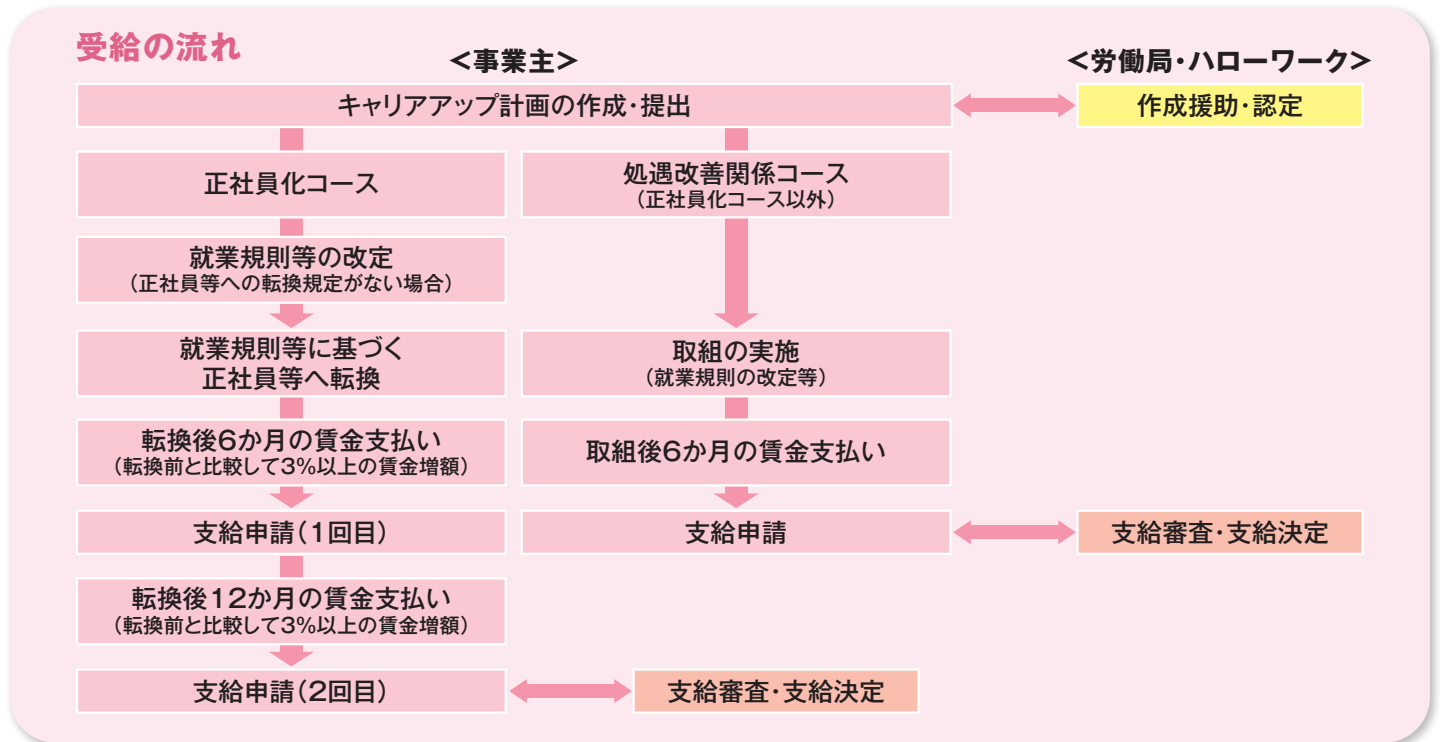 受給の流れ
<事業主>
<労働局・ハローワーク>
キャリアアップ計画の作成・提出
作成援助・認定
正社員化コース
処遇改善関係コース
(正社員化コース以外)
就業規則等の改定
(正社員等への転換規定がない場合)
就業規則等に基づく
正社員等へ転換
取組の実施
(就業規則の改定等)
転換後6か月の賃金支払い
(転換前と比較して3%以上の賃金増額)
取組後6か月の賃金支払い
支給申請(1回目)
支給申請
支給審査・支給決定
転換後12か月の賃金支払い
(転換前と比較して3%以上の賃金増額)
支給申請(2回目)
支給審査・支給決定